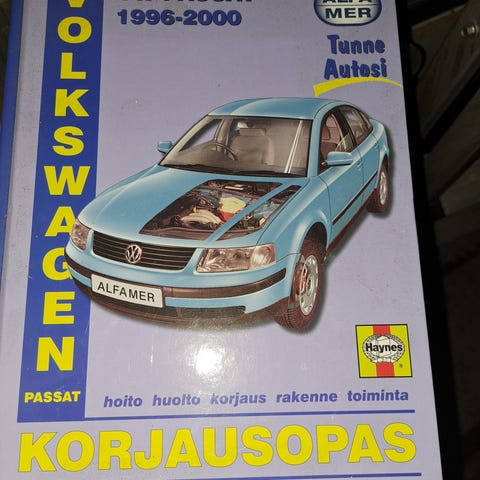 1996-2000
ALFA
MER
Tunne
Autosi
VOLKSWAGEN
PASSAT
ALFAMER
Haynes
hoito huolto korjaus rakenne toiminta
KORJAUSOPAS